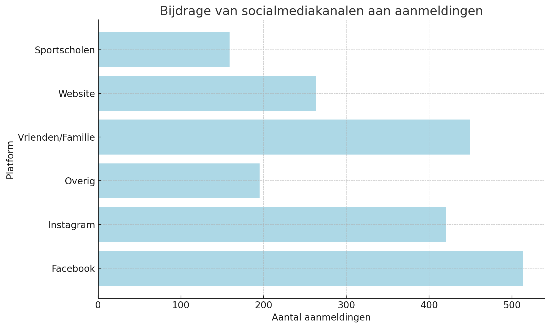 Bijdrage van socialmediakanalen aan aanmeldingen
Platform
Sportscholen
Website
Vrienden/Familie
Overig
Instagram
Facebook
0 100 200 300 400 500
Aantal aanmeldingen